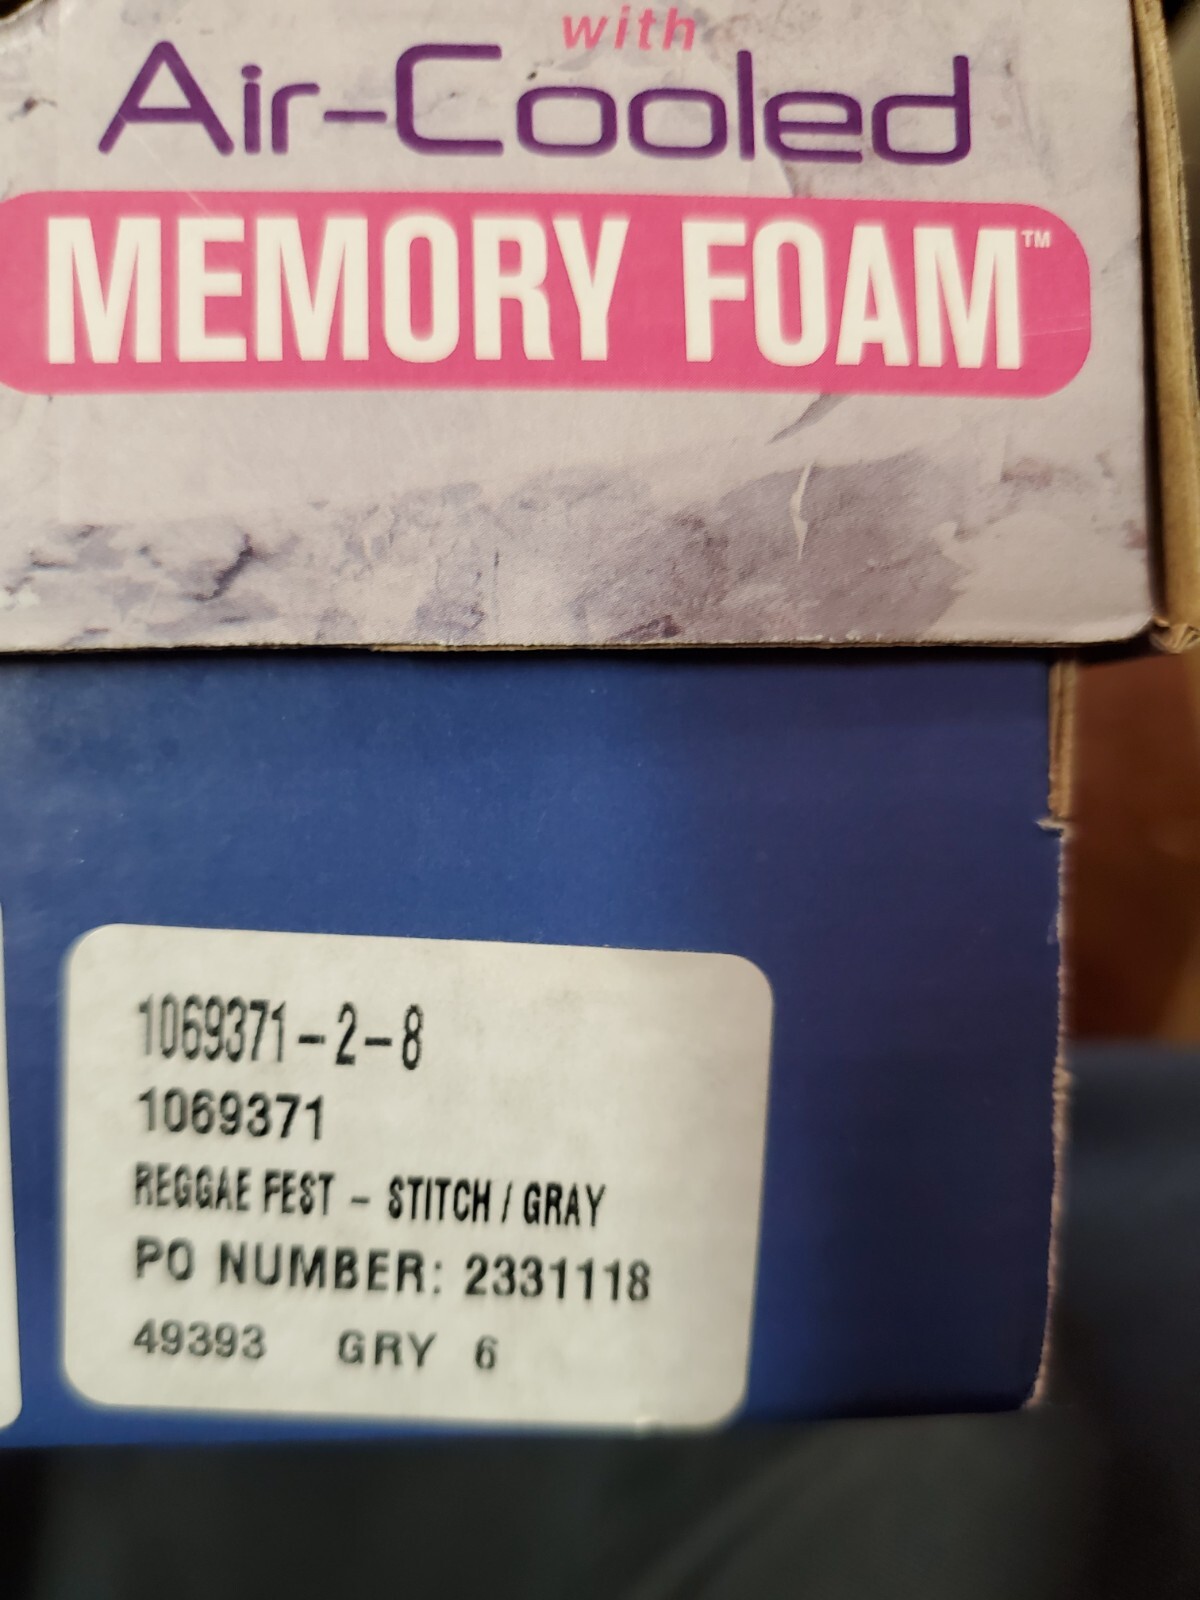 with
Air-Cooled
MEMORY FOAM™
1069371-2-8
1069371
REGGAE FEST - STITCH / GRAY
PO NUMBER: 2331118
49393 GRY 6